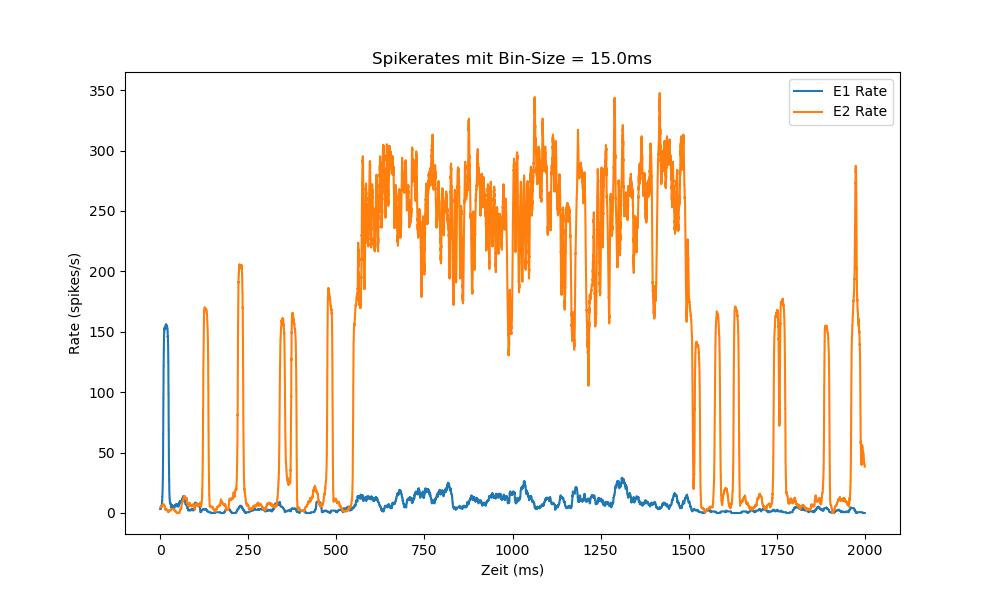 Spikerates mit Bin-Size = 15.0ms
E1 Rate
E2 Rate
Rate (spikes/s)
350
300
250
200
150
100
50
0
0 250 500 750 1000 1250 1500 1750 2000
Zeit (ms)